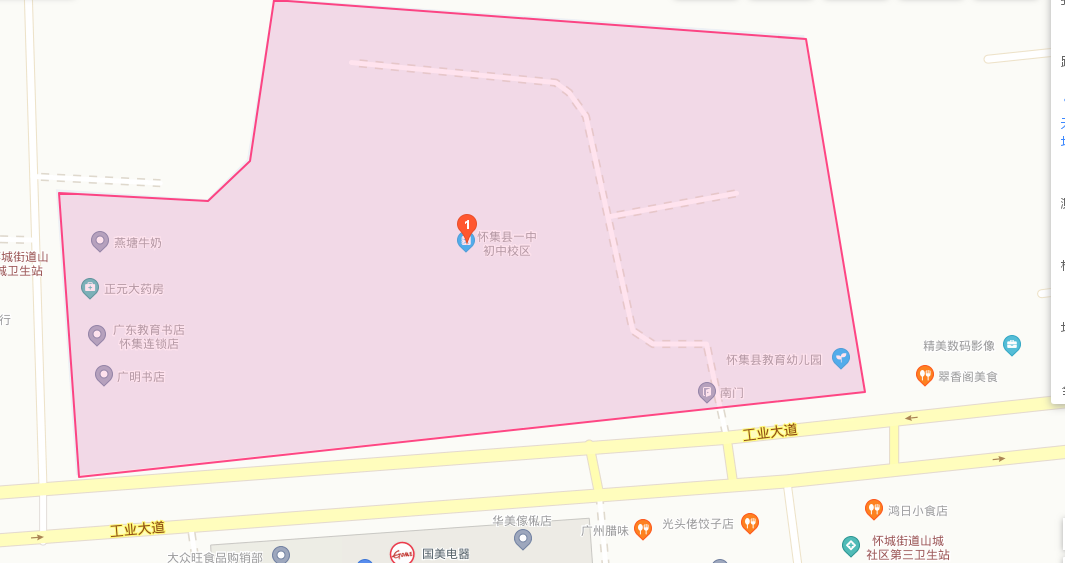 1
怀集县一中
初中校区
燕塘牛奶
城街道山
城卫生站
正元大药房
行
广东教育书店
怀集连锁店
广明书店
怀集县教育幼儿园
精美数码影像
翠香阁美食
南门
工业大道
工业大道
华美傢俬店
广州腊味
光头佬饺子店
鸿日小食店
怀城街道山城
社区第三卫生站
大众旺食品购销部
GOME
国美电器